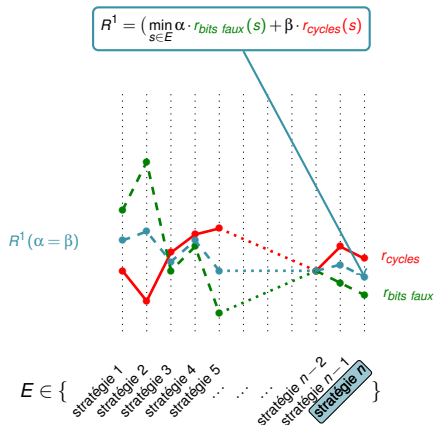 R¹ = (min_{s∈E} α · r_{bits faux}(s) + β · r_{cycles}(s)
R¹(α = β)
r_{cycles}
r_{bits faux}
E ∈ {
stratégie 1
stratégie 2
stratégie 3
stratégie 4
stratégie 5
...
...
...
stratégie n − 2
stratégie n − 1
stratégie n
}